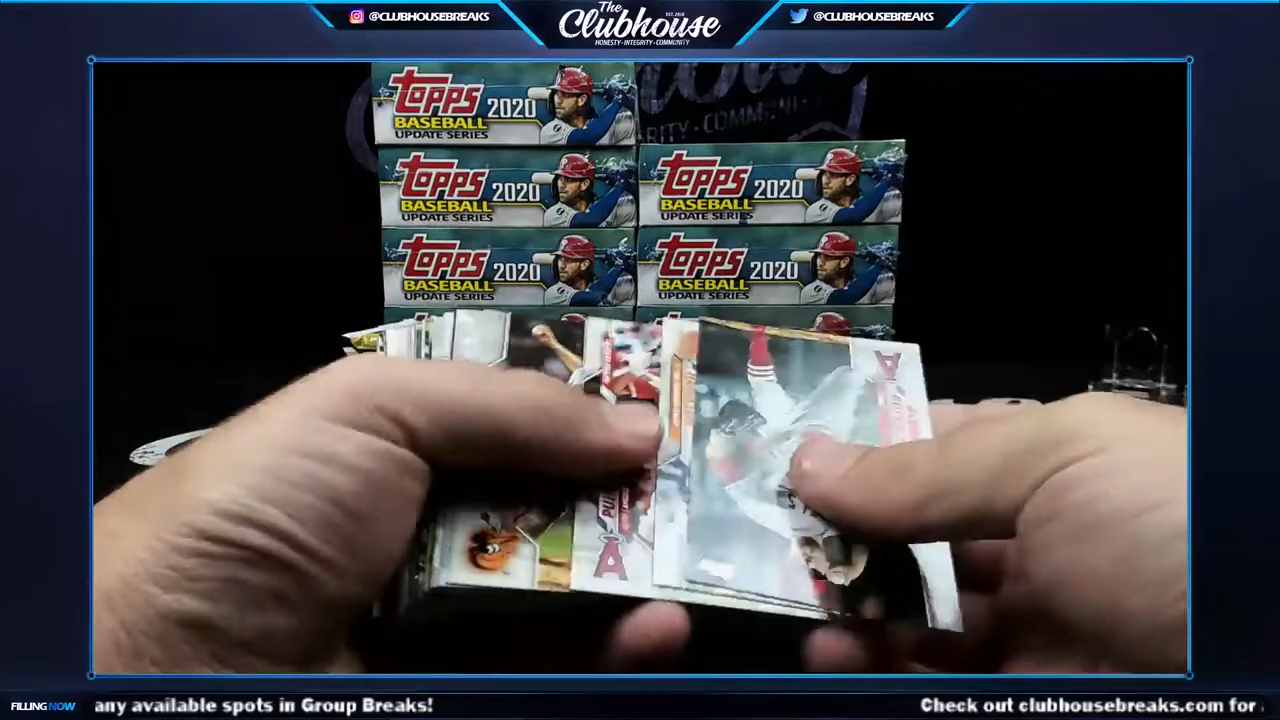 @CLUBHOUSEBREAKS
The
Clubhouse
EST. 2018
HONESTY • INTEGRITY • COMMUNITY
@CLUBHOUSEBREAKS
TOPPS 2020
BASEBALL
UPDATE SERIES
TOPPS 2020
BASEBALL
UPDATE SERIES
TOPPS 2020
BASEBALL
UPDATE SERIES
TOPPS 2020
BASEBALL
UPDATE SERIES
TOPPS 2020
BASEBALL
UPDATE SERIES
A
A
FILLING NOW
any available spots in Group Breaks!
Check out clubhousebreaks.com for